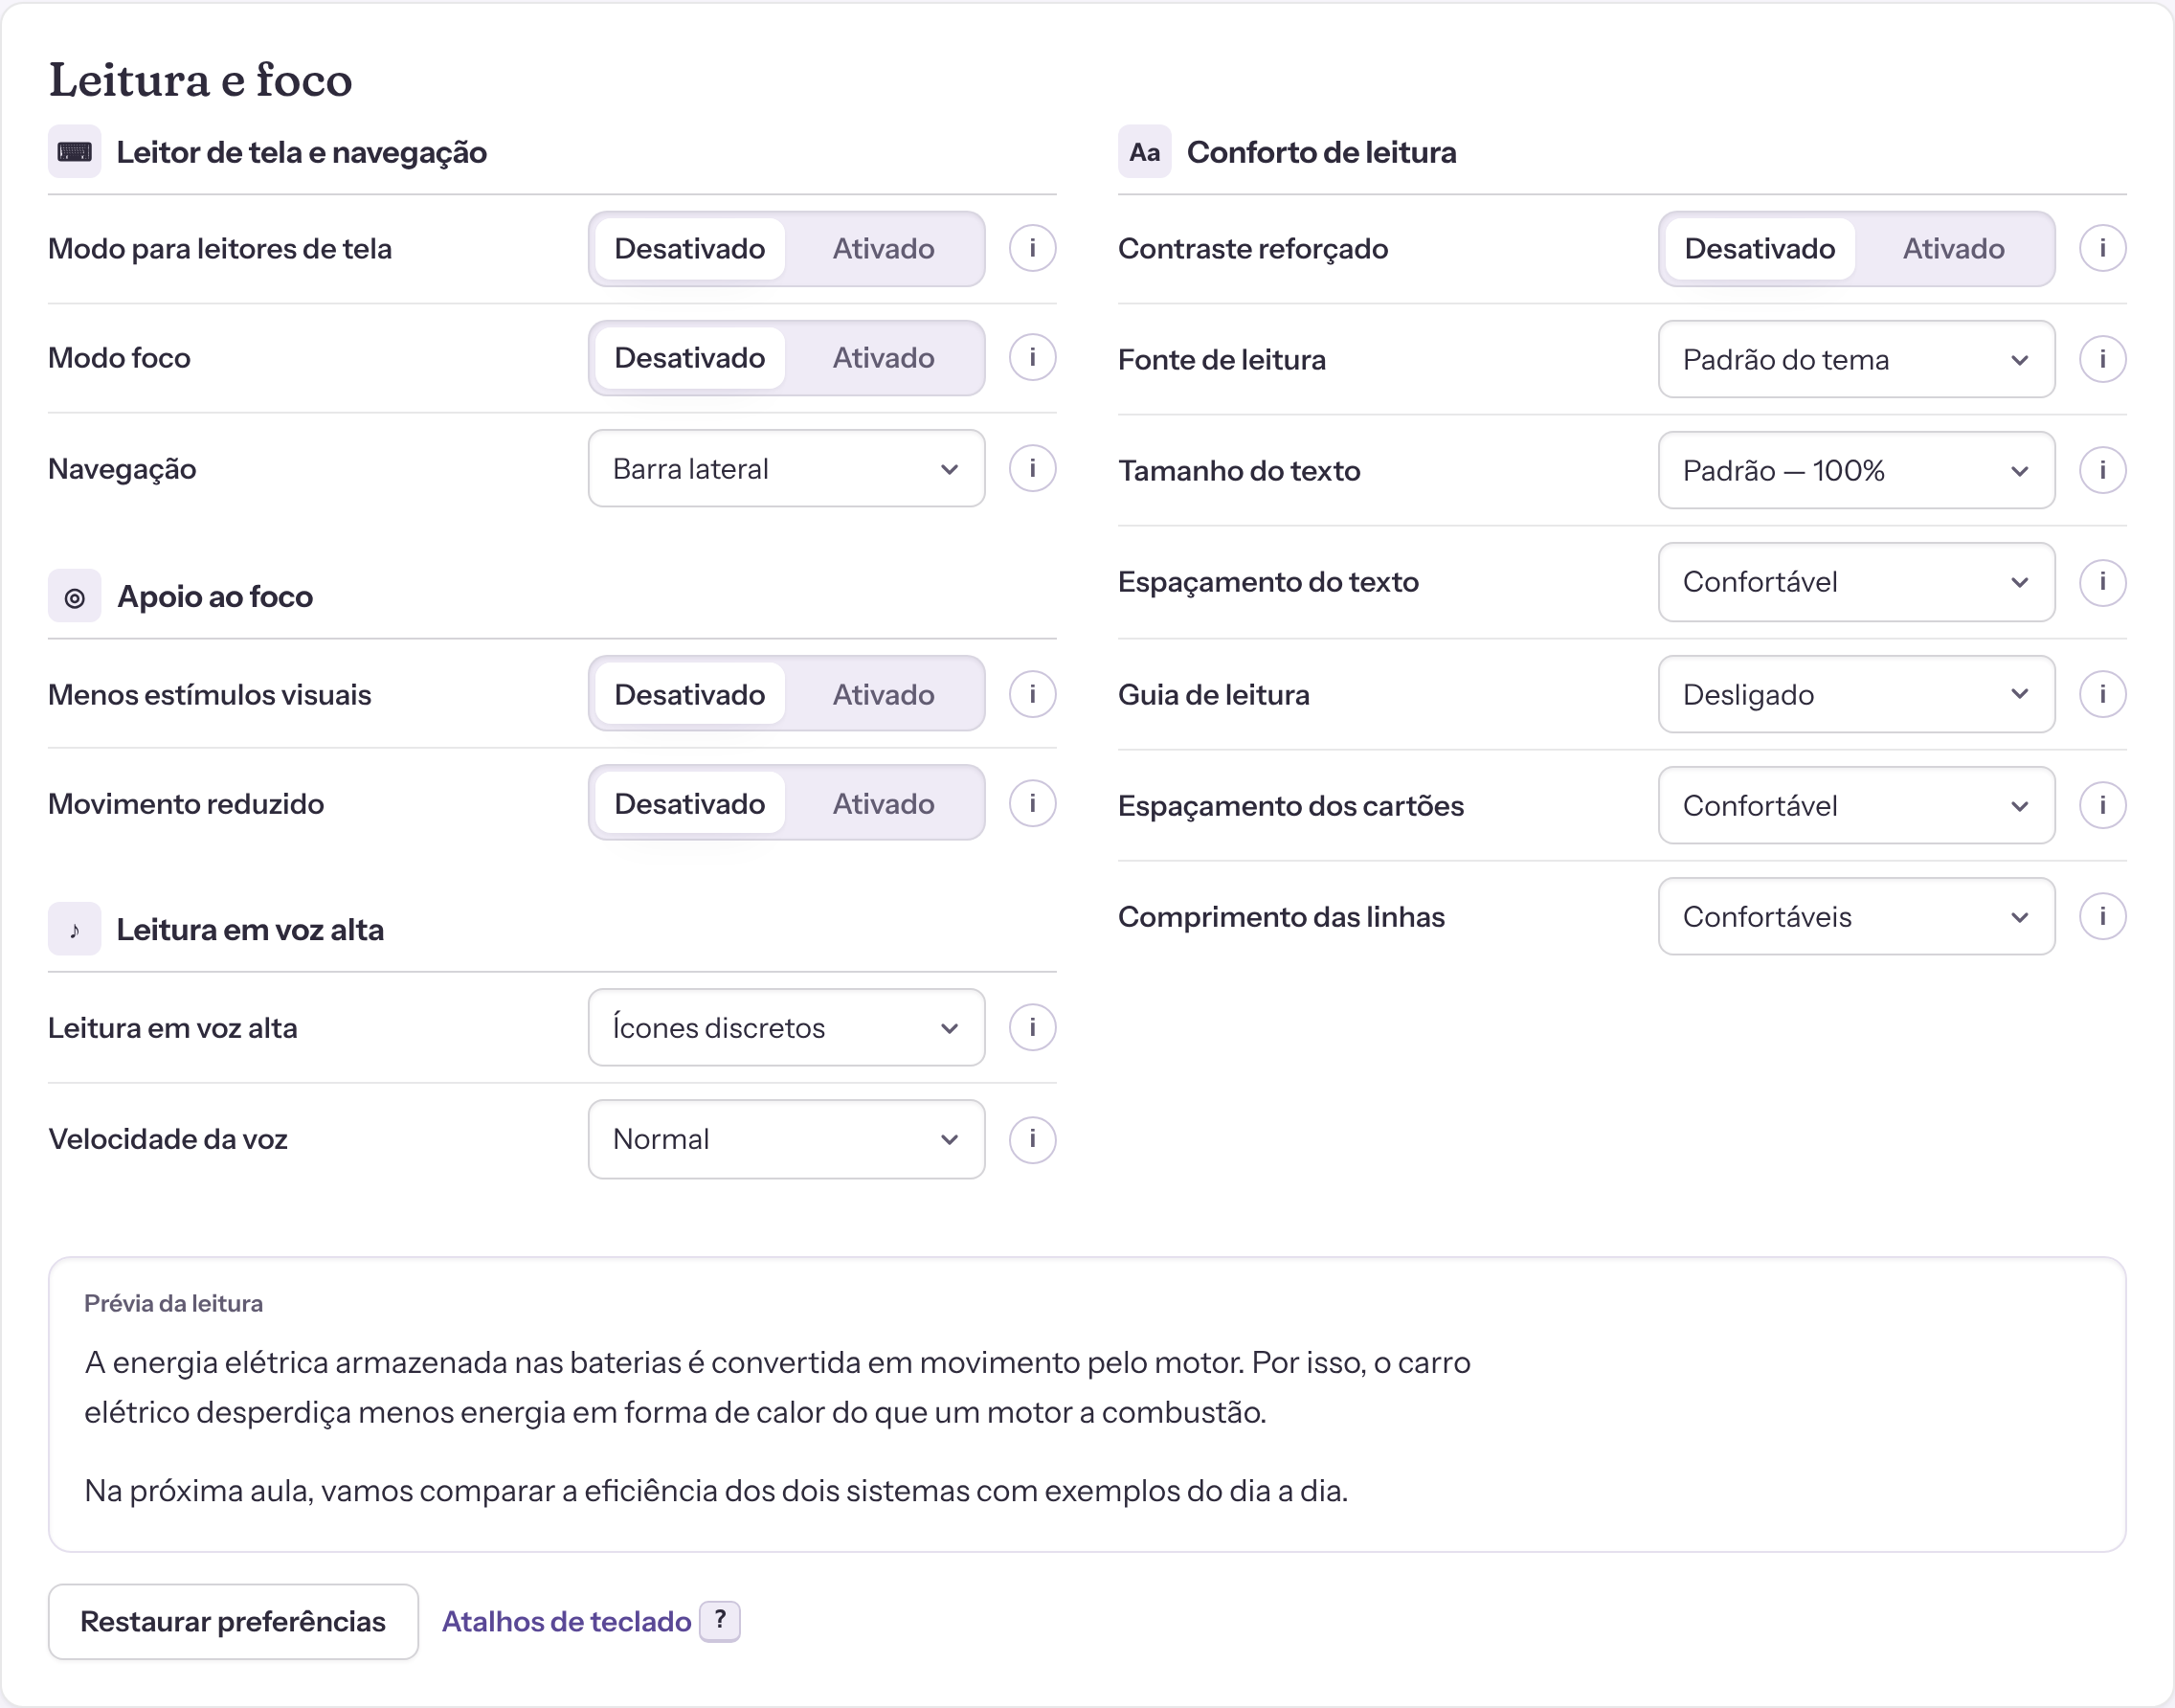 Leitura e foco
Leitor de tela e navegação
Modo para leitores de tela
Desativado Ativado i
Modo foco
Desativado Ativado i
Navegação
Barra lateral i
Apoio ao foco
Menos estímulos visuais
Desativado Ativado i
Movimento reduzido
Desativado Ativado i
Leitura em voz alta
Leitura em voz alta
Ícones discretos i
Velocidade da voz
Normal i
Aa Conforto de leitura
Contraste reforçado
Desativado Ativado i
Fonte de leitura
Padrão do tema i
Tamanho do texto
Padrão — 100% i
Espaçamento do texto
Confortável i
Guia de leitura
Desligado i
Espaçamento dos cartões
Confortável i
Comprimento das linhas
Confortáveis i
Prévia da leitura
A energia elétrica armazenada nas baterias é convertida em movimento pelo motor. Por isso, o carro
elétrico desperdiça menos energia em forma de calor do que um motor a combustão.
Na próxima aula, vamos comparar a eficiência dos dois sistemas com exemplos do dia a dia.
Restaurar preferências Atalhos de teclado ?